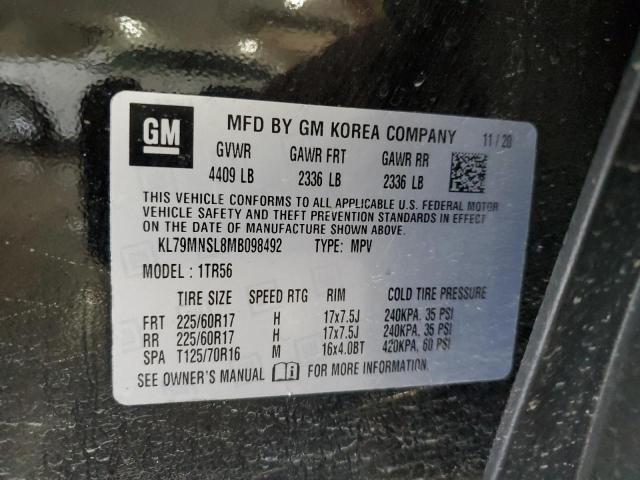 GM MFD BY GM KOREA COMPANY 11/20
GVWR GAWR FRT GAWR RR
4409 LB 2336 LB 2336 LB
THIS VEHICLE CONFORMS TO ALL APPLICABLE U.S. FEDERAL MOTOR
VEHICLE SAFETY AND THEFT PREVENTION STANDARDS IN EFFECT
ON THE DATE OF MANUFACTURE SHOWN ABOVE.
KL79MNSL8MB098492 TYPE: MPV
MODEL: 1TR56
TIRE SIZE SPEED RTG RIM COLD TIRE PRESSURE
FRT 225/60R17 H 17x7.5J 240KPA, 35 PSI
RR 225/60R17 H 17x7.5J 240KPA, 35 PSI
SPA T125/70R16 M 16x4.0BT 420KPA, 60 PSI
SEE OWNER'S MANUAL FOR MORE INFORMATION.